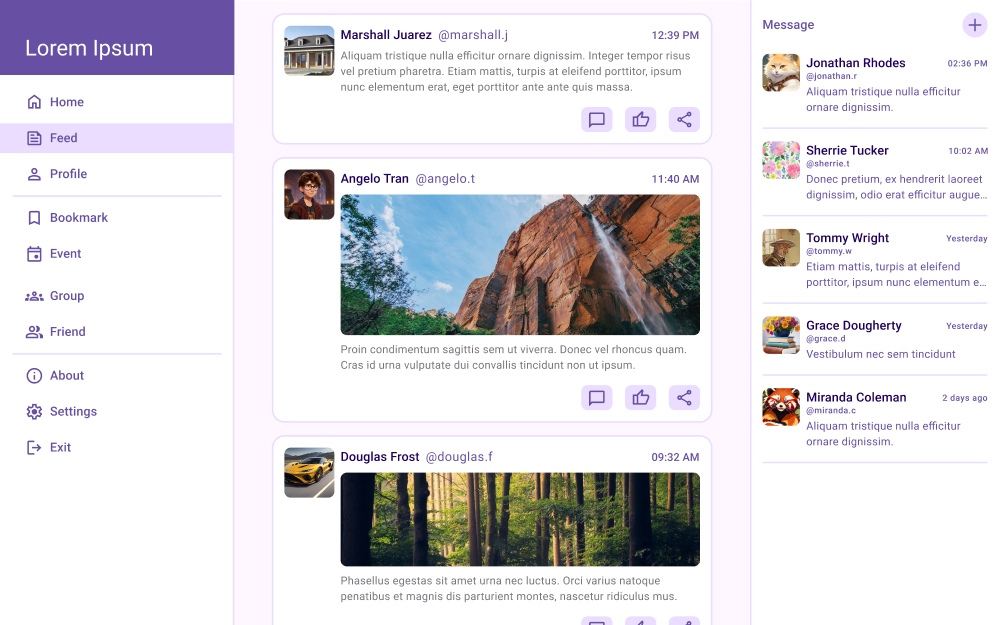 Lorem Ipsum
Home
Feed
Profile
Bookmark
Event
Group
Friend
About
Settings
Exit
Marshall Juarez @marshall.j 12:39 PM
Aliquam tristique nulla efficitur ornare dignissim. Integer tempor risus
vel pretium pharetra. Etiam mattis, turpis at eleifend porttitor, ipsum
nunc elementum erat, eget porttitor ante ante quis massa.
Angelo Tran @angelo.t 11:40 AM
Proin condimentum sagittis sem ut viverra. Donec vel rhoncus quam.
Cras id urna vulputate dui convallis tincidunt non ut ipsum.
Douglas Frost @douglas.f 09:32 AM
Phasellus egestas sit amet urna nec luctus. Orci varius natoque
penatibus et magnis dis parturient montes, nascetur ridiculus mus.
Message
Jonathan Rhodes 02:36 PM
@jonathan.r
Aliquam tristique nulla efficitur
ornare dignissim.
Sherrie Tucker 10:02 AM
@sherrie.t
Donec pretium, ex hendrerit laoreet
dignissim, odio erat efficitur augue...
Tommy Wright Yesterday
@tommy.w
Etiam mattis, turpis at eleifend
porttitor, ipsum nunc elementum e...
Grace Dougherty Yesterday
@grace.d
Vestibulum nec sem tincidunt
Miranda Coleman 2 days ago
@miranda.c
Aliquam tristique nulla efficitur
ornare dignissim.